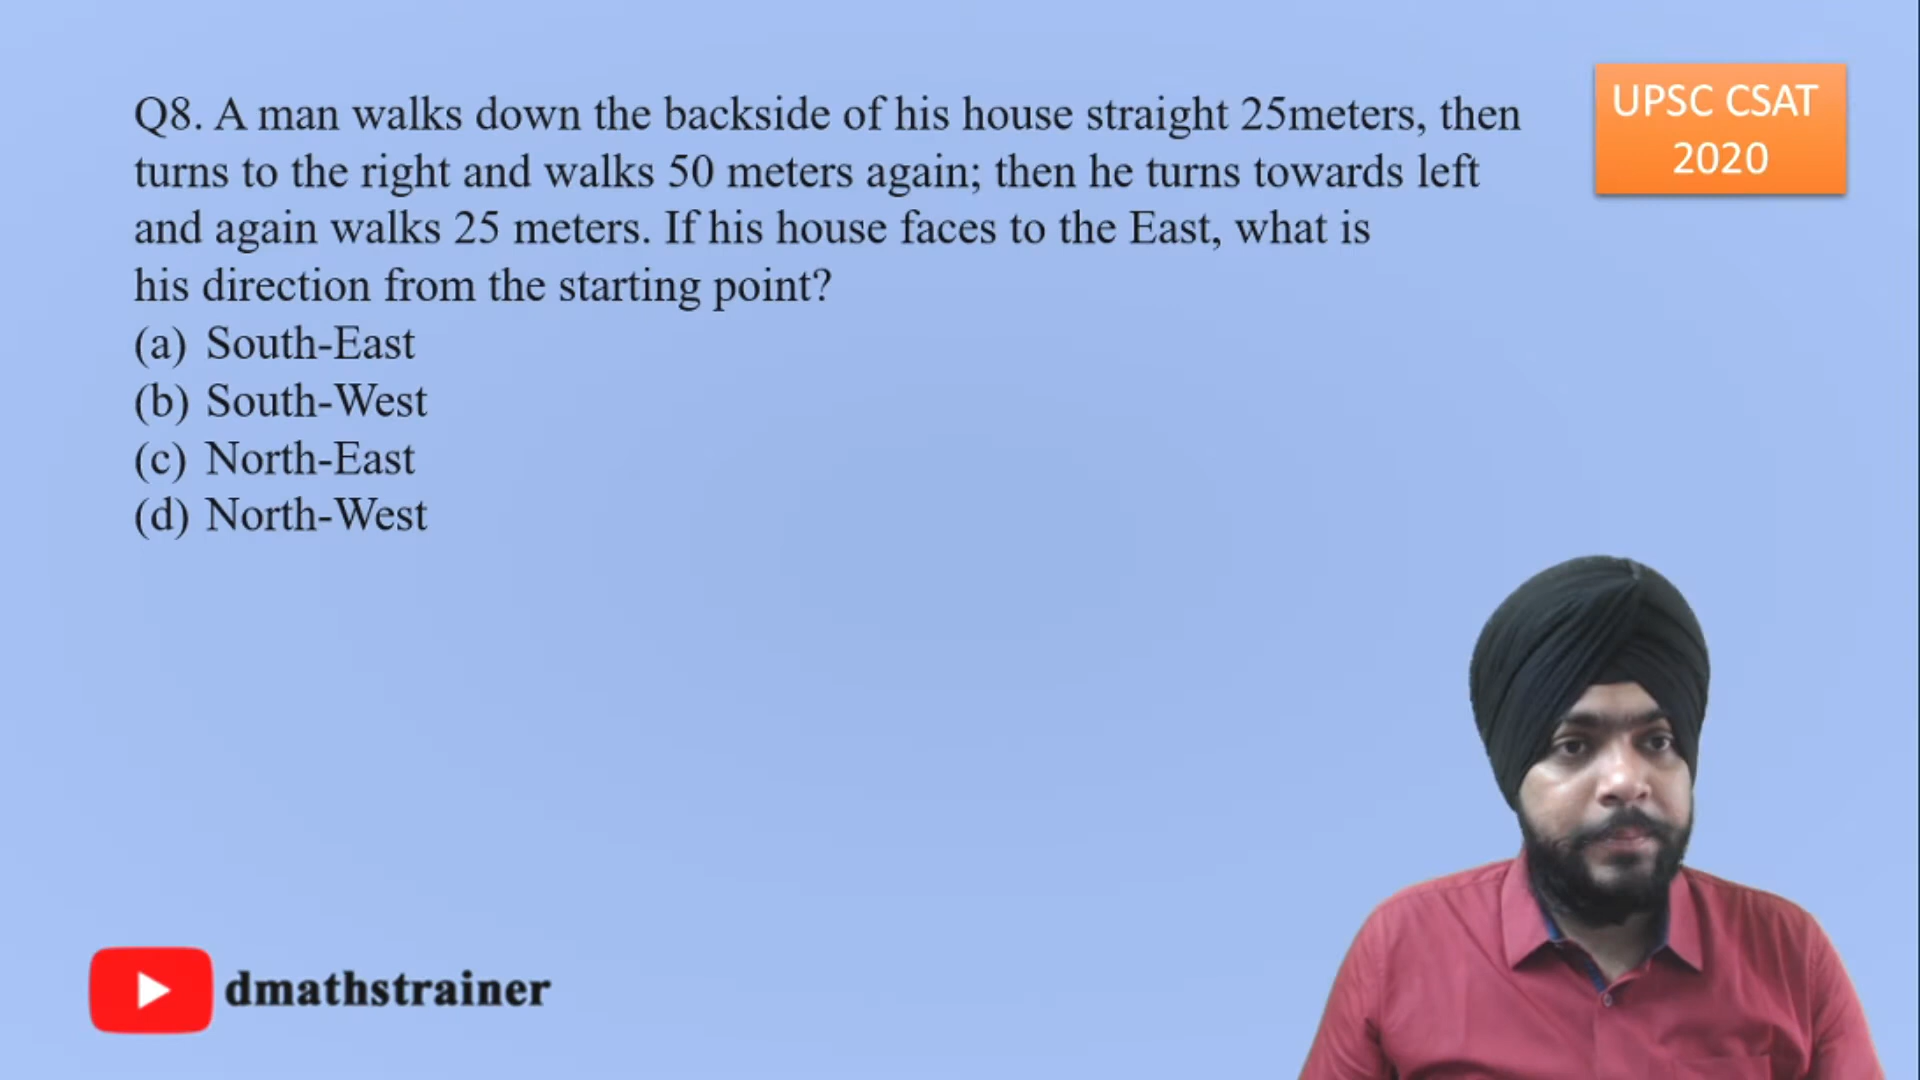 Q8. A man walks down the backside of his house straight 25meters, then
turns to the right and walks 50 meters again; then he turns towards left
and again walks 25 meters. If his house faces to the East, what is
his direction from the starting point?
(a) South-East
(b) South-West
(c) North-East
(d) North-West
UPSC CSAT
2020
dmathstrainer